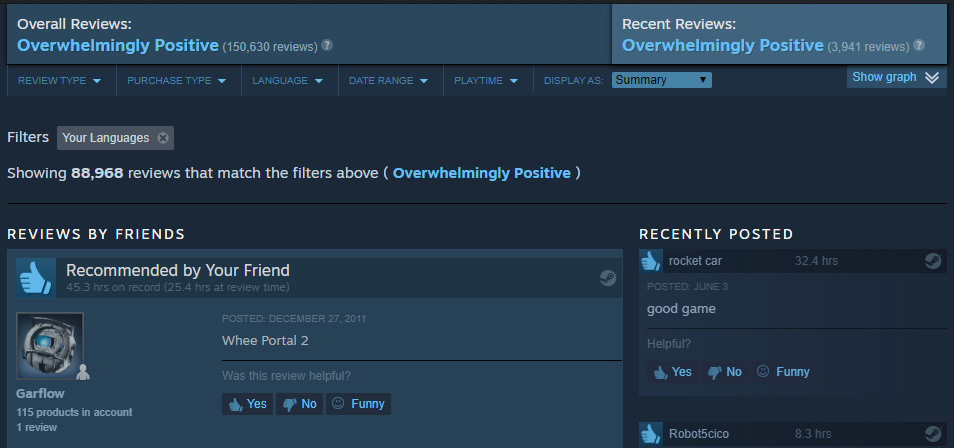 Overall Reviews:
Overwhelmingly Positive (150,630 reviews) ?
Recent Reviews:
Overwhelmingly Positive (3,941 reviews) ?
REVIEW TYPE PURCHASE TYPE LANGUAGE DATE RANGE PLAYTIME DISPLAY AS: Summary Show graph
Filters Your Languages
Showing 88,968 reviews that match the filters above ( Overwhelmingly Positive )
REVIEWS BY FRIENDS
Recommended by Your Friend
45.3 hrs on record (25.4 hrs at review time)
POSTED: DECEMBER 27, 2011
Whee Portal 2
Was this review helpful?
Yes No Funny
Garflow
115 products in account
1 review
RECENTLY POSTED
rocket car 32.4 hrs
POSTED: JUNE 3
good game
Helpful?
Yes No Funny
Robot5cico 8.3 hrs